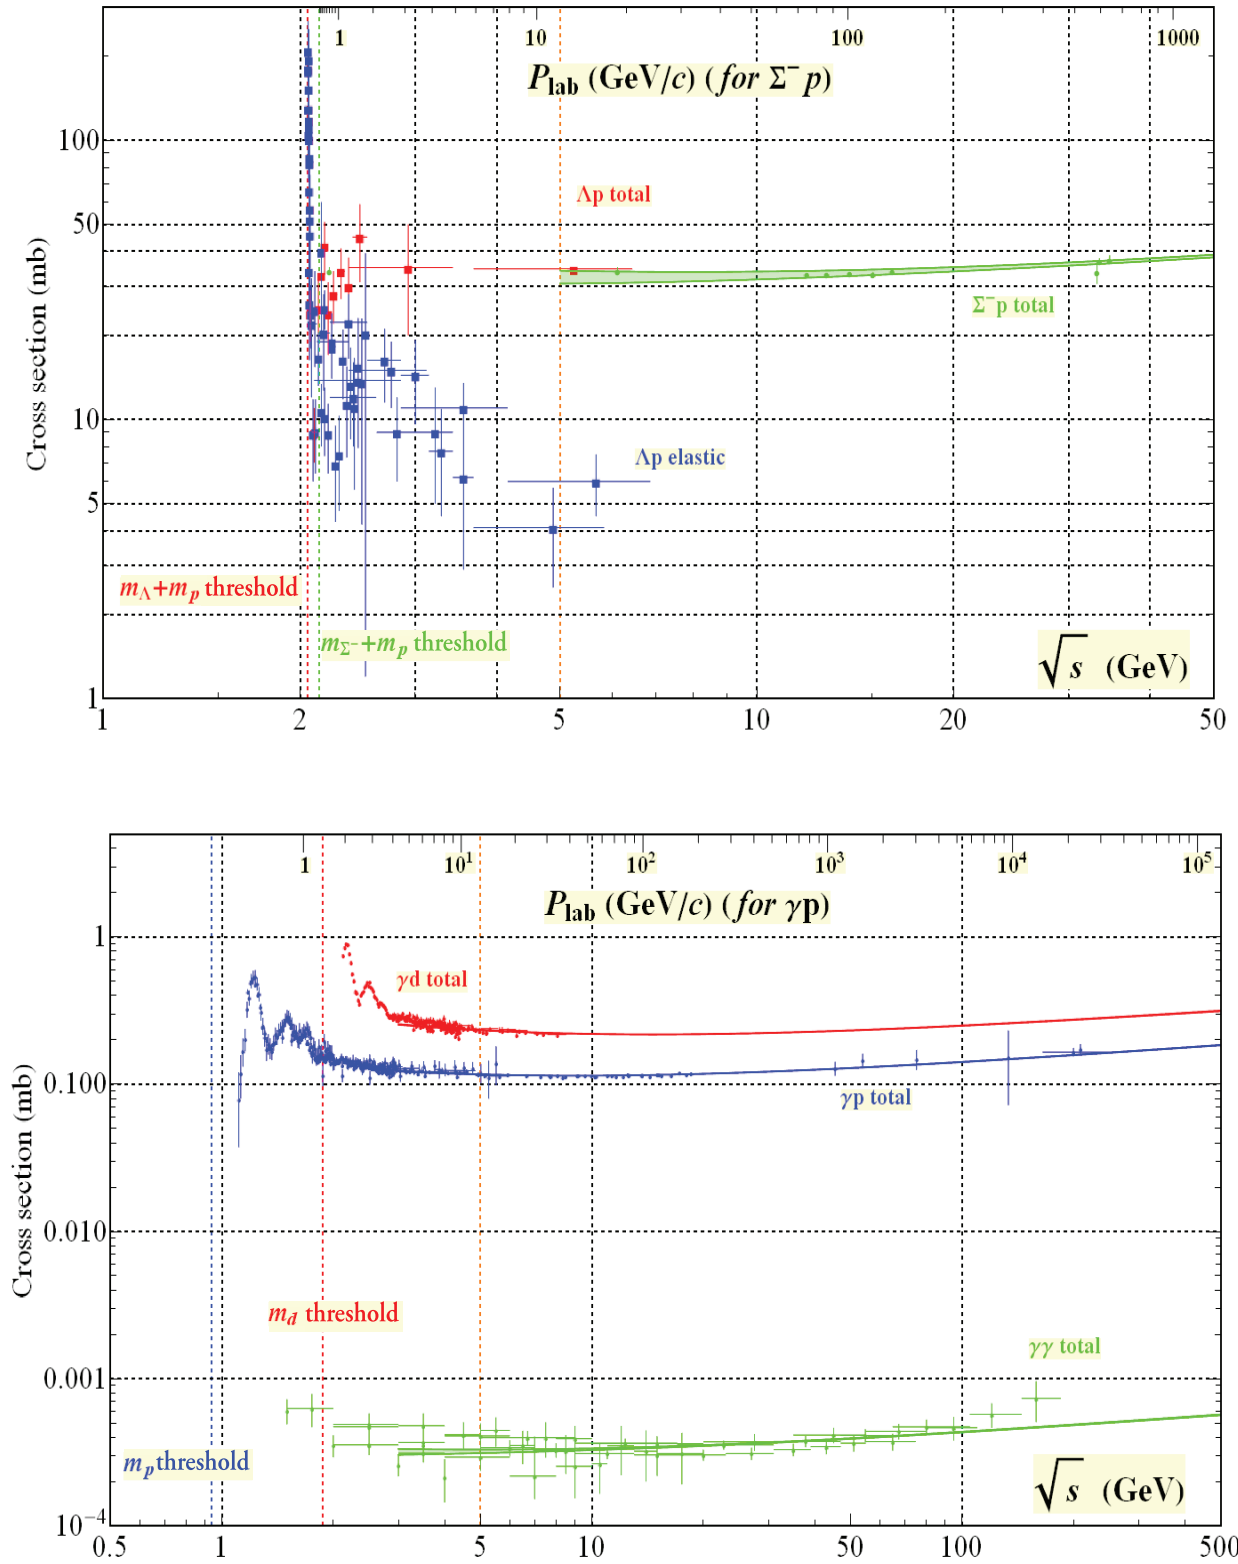 1 10 100 1000
P_lab (GeV/c) (for Σ⁻ p)
100
Λp total
50
Σ⁻p total
Cross section (mb)
10
Λp elastic
5
m_Λ+m_p threshold
m_Σ⁻+m_p threshold
√s (GeV)
1
1 2 5 10 20 50
1 10¹ 10² 10³ 10⁴ 10⁵
P_lab (GeV/c) (for γp)
1
γd total
0.100
γp total
Cross section (mb)
0.010
m_d threshold
γγ total
0.001
m_p threshold
√s (GeV)
10⁻⁴
0.5 1 5 10 50 100 500